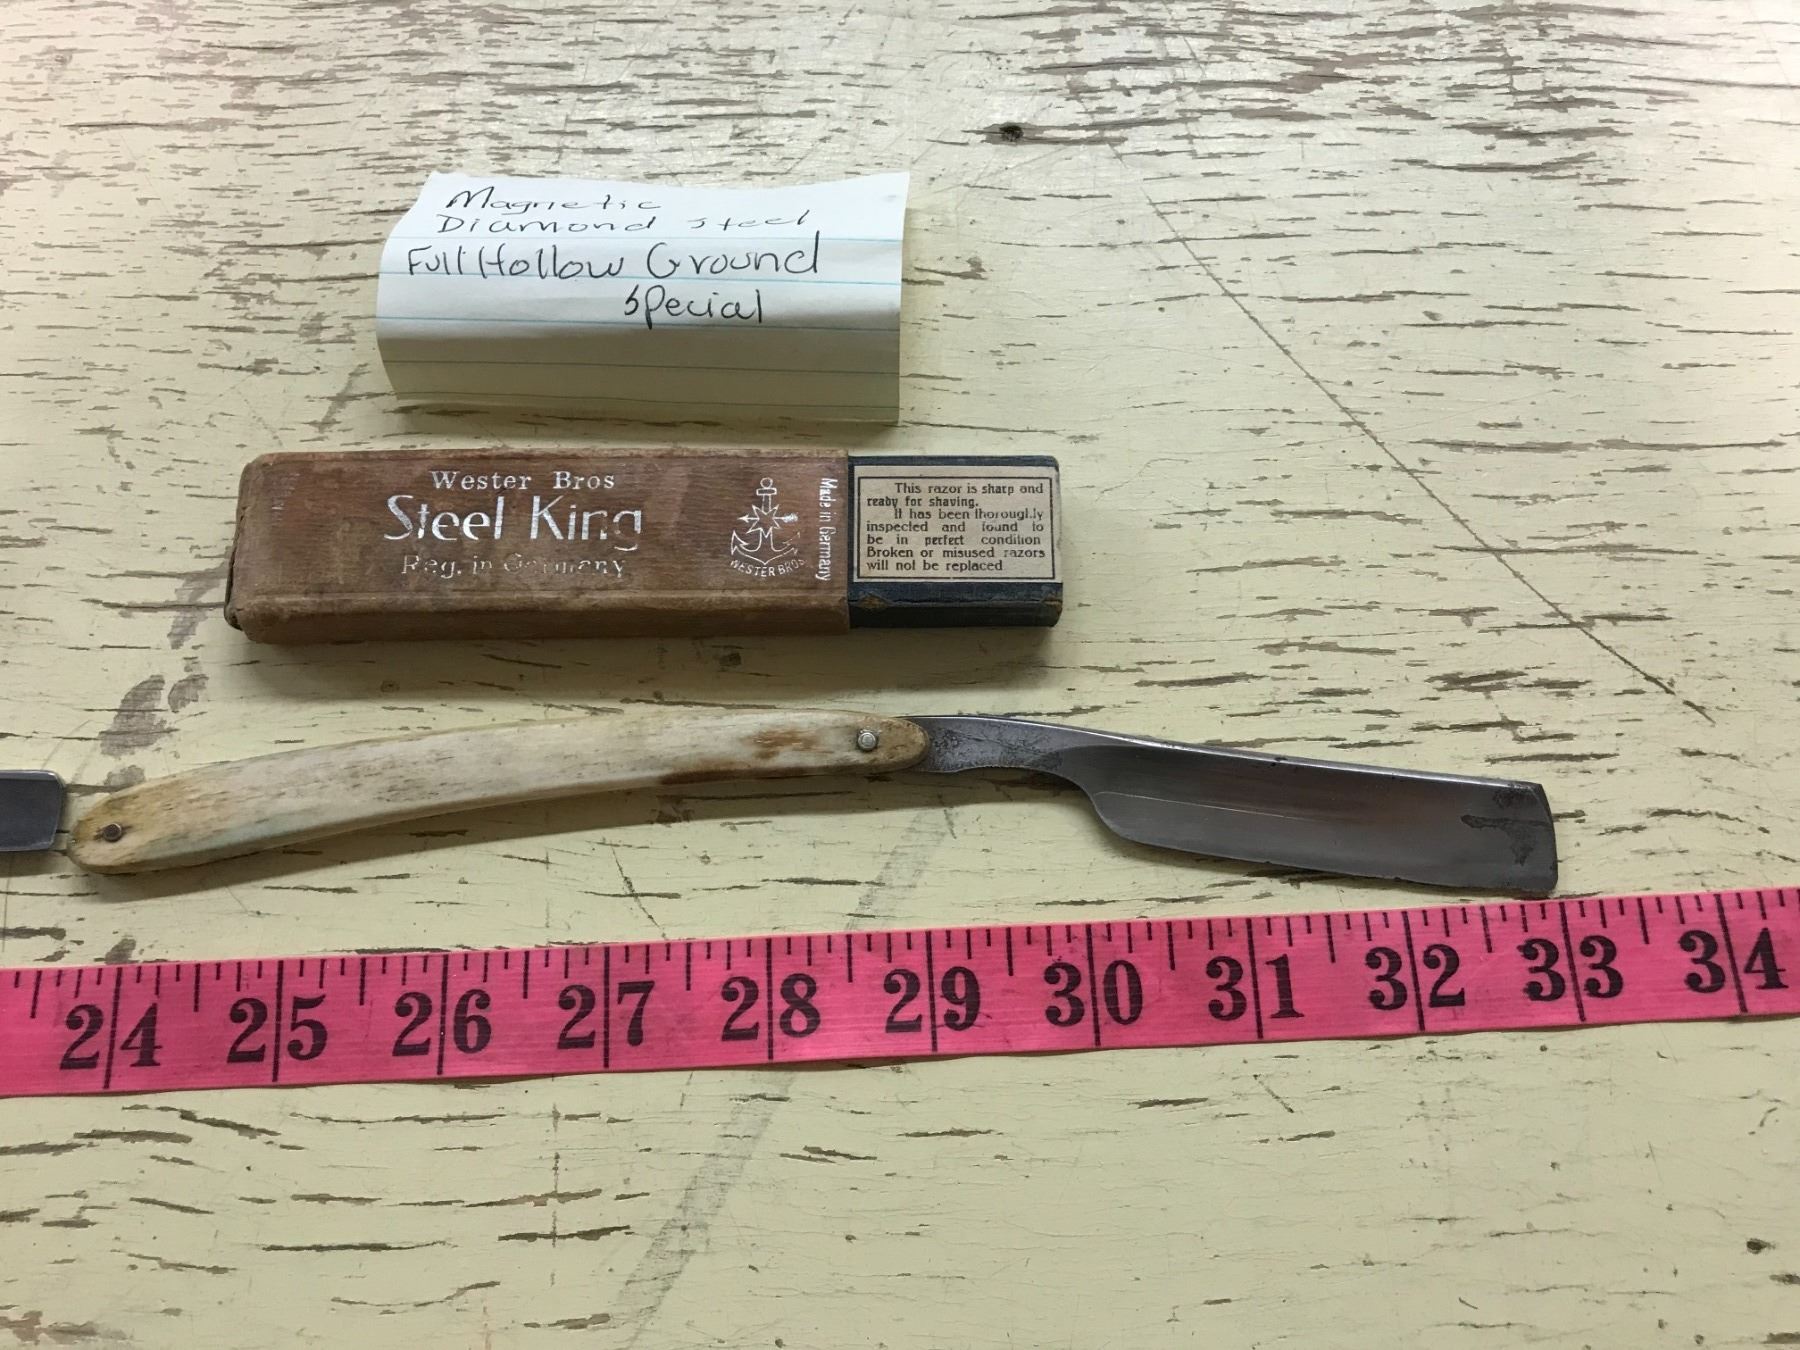 Magnetic
Diamond steel
Full Hollow Ground
special
Wester Bros
Steel King
Reg. in Germany
WESTER BROS
Made in Germany
This razor is sharp and
ready for shaving.
It has been thoroughly
inspected and found to
be in perfect condition
Broken or misused razors
will not be replaced
24 25 26 27 28 29 30 31 32 33 34